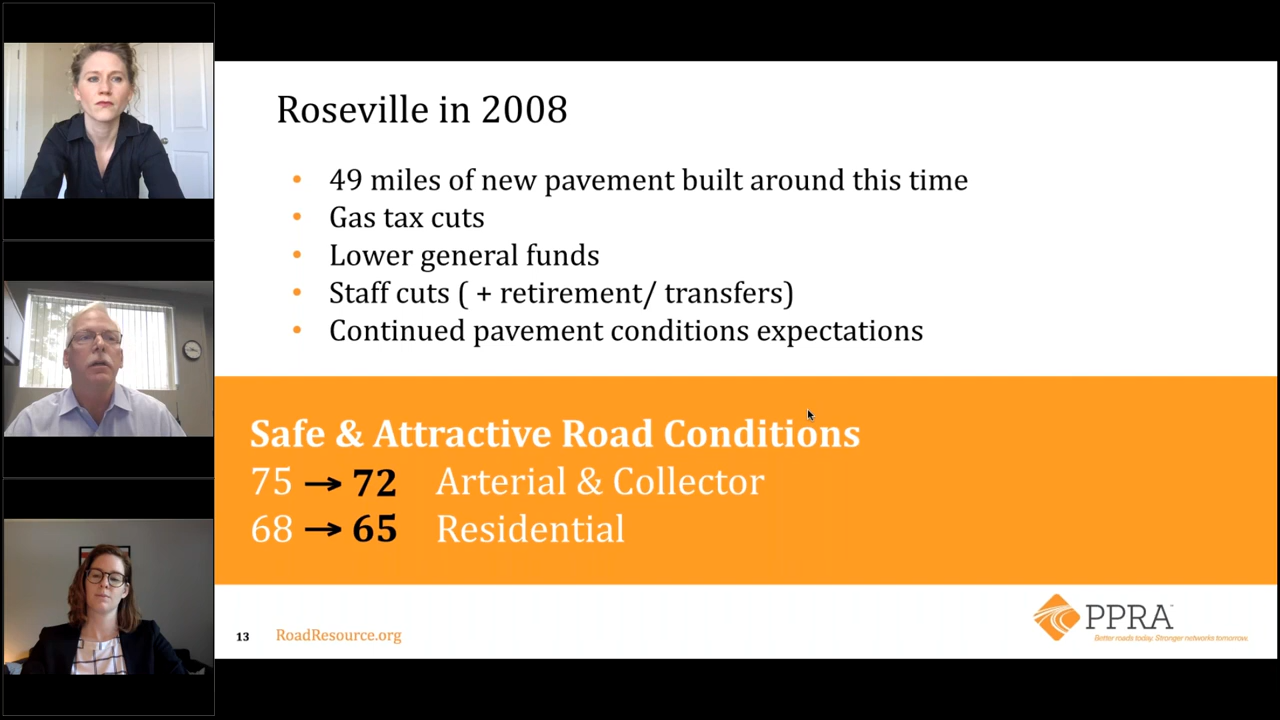 Roseville in 2008
• 49 miles of new pavement built around this time
• Gas tax cuts
• Lower general funds
• Staff cuts ( + retirement/ transfers)
• Continued pavement conditions expectations
Safe & Attractive Road Conditions
75 → 72 Arterial & Collector
68 → 65 Residential
13 RoadResource.org
PPRA
Better roads today. Stronger networks tomorrow.